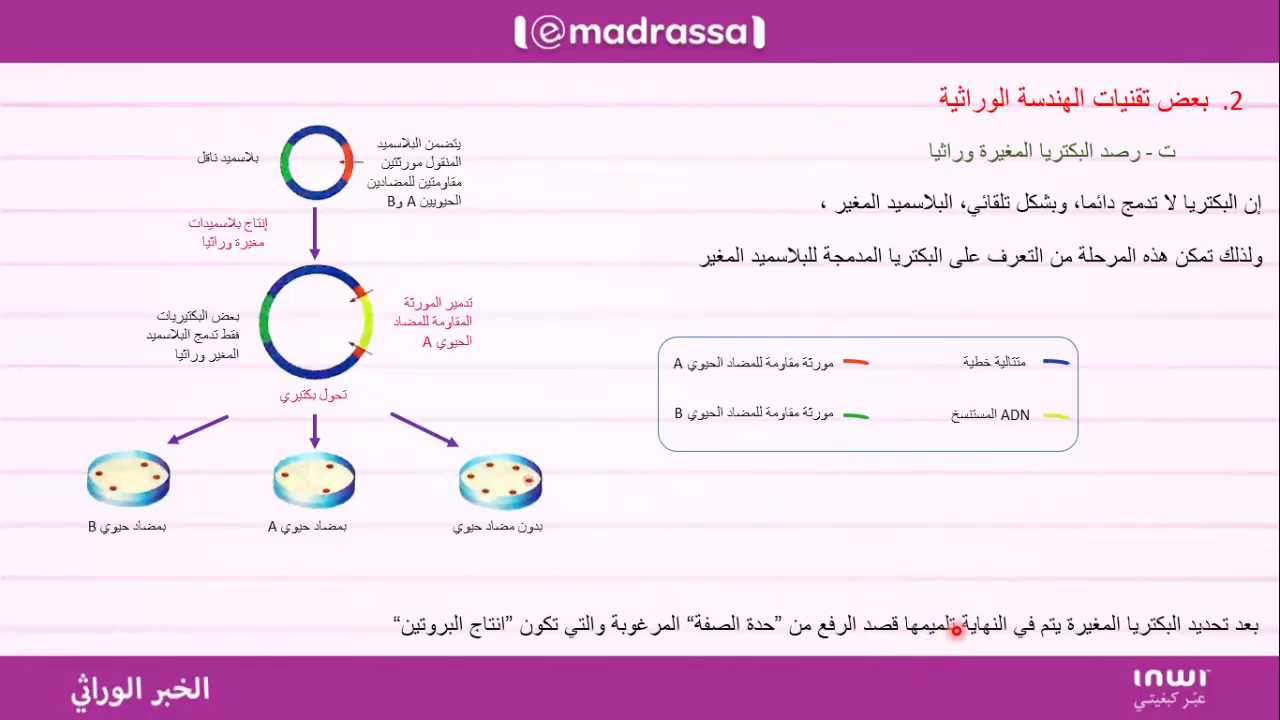 @madrassa
2. بعض تقنيات الهندسة الوراثية
ت - رصد البكتريا المغيرة وراثيا
إن البكتريا لا تدمج دائما، وبشكل تلقائي، البلاسميد المغير ،
ولذلك تمكن هذه المرحلة من التعرف على البكتريا المدمجة للبلاسميد المغير
يتضمن البلاسميد
المنقول مورثتين
مقاومتين للمضادين
الحيويين A وB
بلاسميد ناقل
إنتاج بلاسميدات
مغيرة وراثيا
تدمير المورثة
المقاومة للمضاد
الحيوي A
بعض البكتيريات
فقط تدمج البلاسميد
المغير وراثيا
تحول بكتيري
متتالية خطية
مورثة مقاومة للمضاد الحيوي A
ADN المستنسخ
مورثة مقاومة للمضاد الحيوي B
بدون مضاد حيوي
بمضاد حيوي A
بمضاد حيوي B
بعد تحديد البكتريا المغيرة يتم في النهاية تلميمها قصد الرفع من ”حدة الصفة“ المرغوبة والتي تكون ”انتاج البروتين“
inwi
عبّر كبغيتي
الخبر الوراثي